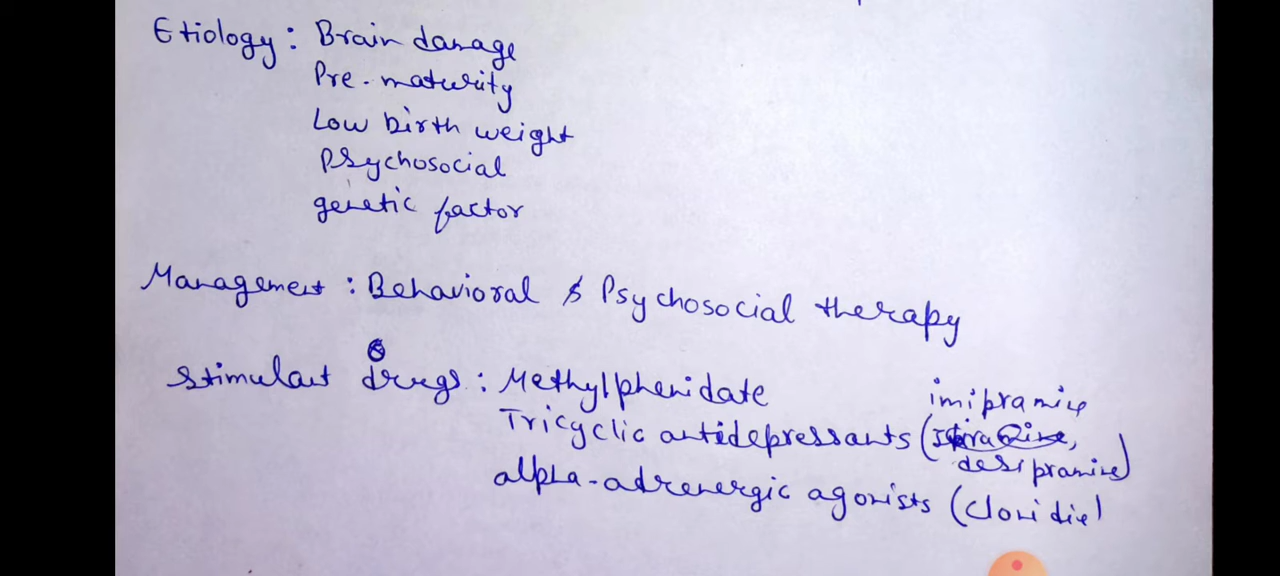 Etiology : Brain damage
Pre-maturity
Low birth weight
Psychosocial
genetic factor
Management : Behavioral & Psychosocial therapy
Stimulant drugs : Methylphenidate
imipramine
Tricyclic antidepressants (
desipramine)
alpha-adrenergic agonists (clonidine)